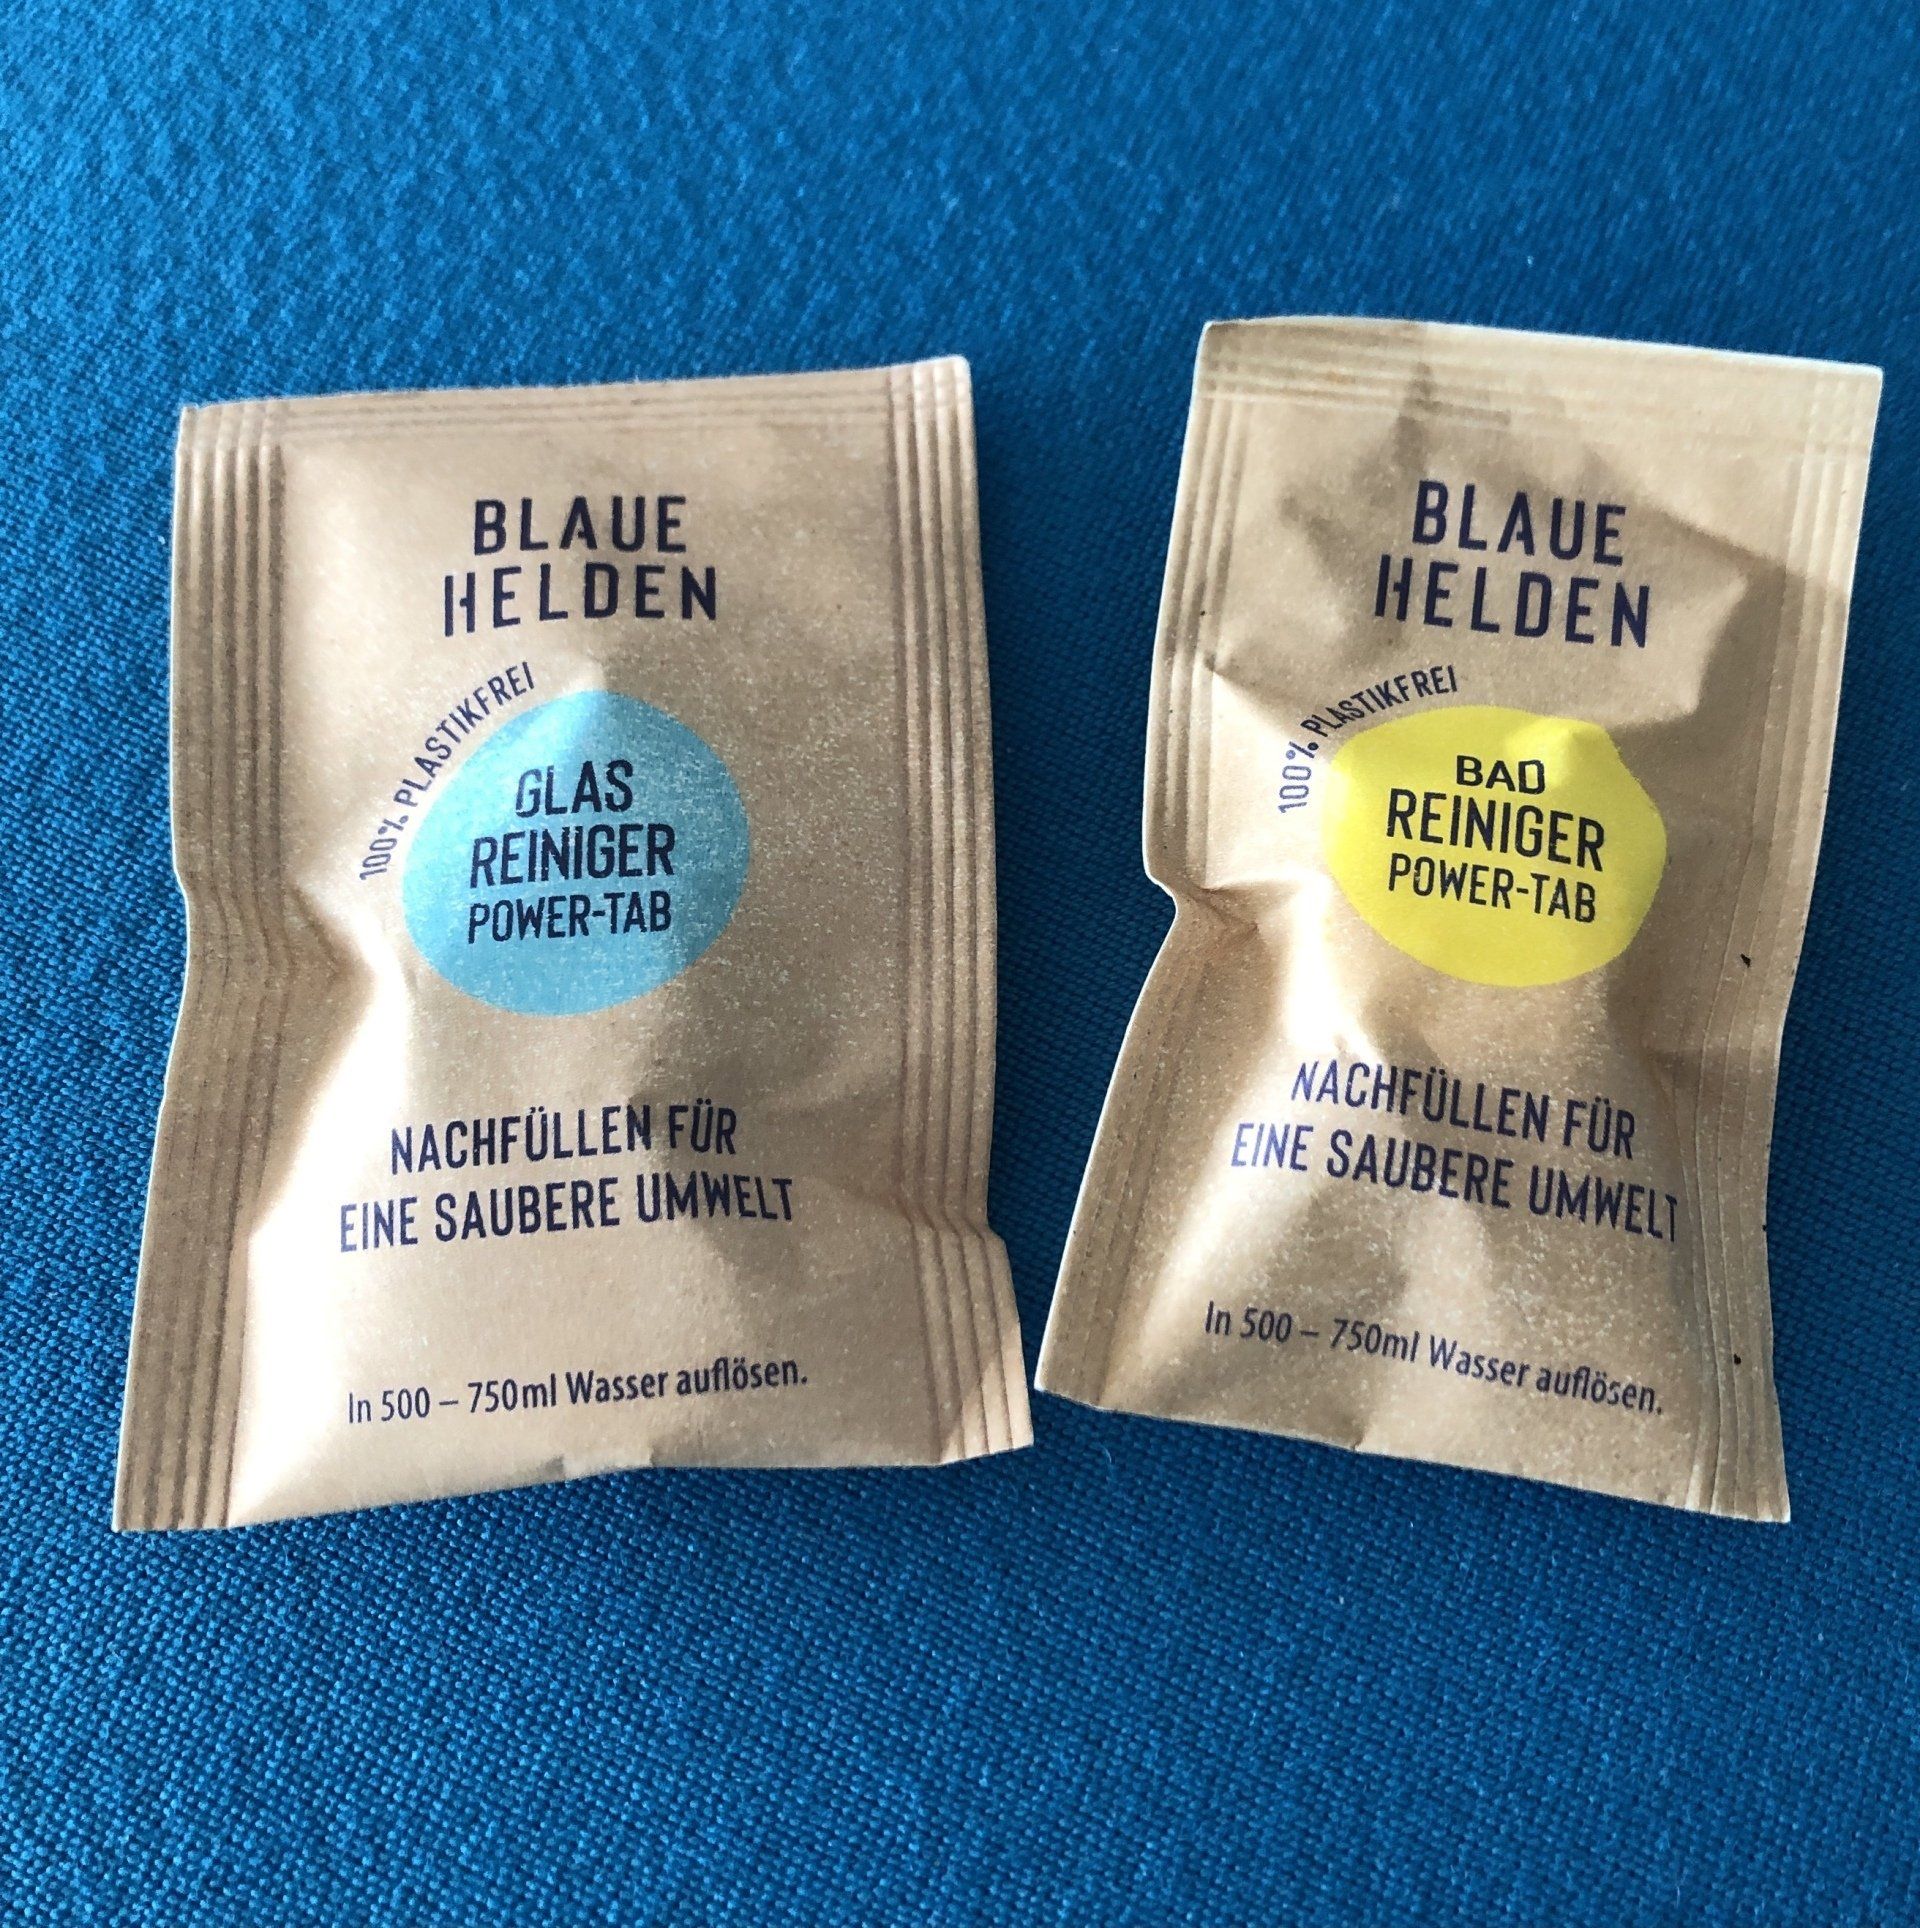 BLAUE
HELDEN
100% PLASTIKFREI
GLAS
REINIGER
POWER-TAB
NACHFÜLLEN FÜR
EINE SAUBERE UMWELT
In 500 – 750ml Wasser auflösen.
BLAUE
HELDEN
100% PLASTIKFREI
BAD
REINIGER
POWER-TAB
NACHFÜLLEN FÜR
EINE SAUBERE UMWELT
In 500 – 750ml Wasser auflösen.